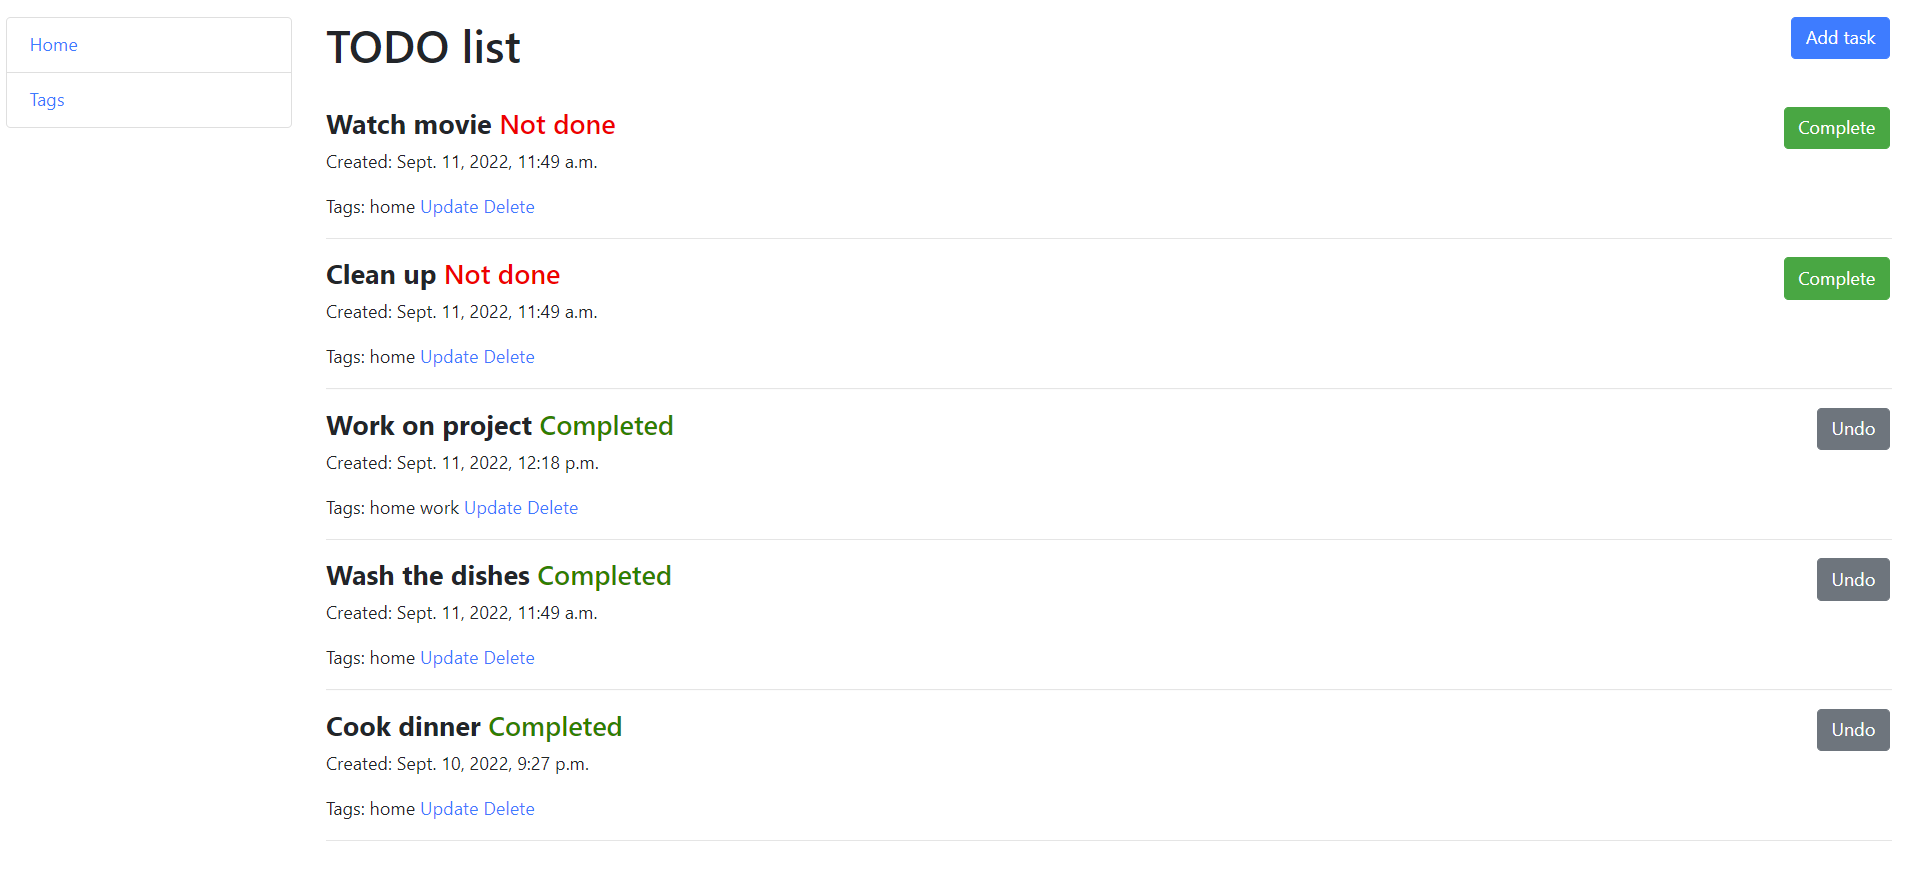 Home
Tags
TODO list
Add task
Watch movie Not done
Complete
Created: Sept. 11, 2022, 11:49 a.m.
Tags: home Update Delete
Clean up Not done
Complete
Created: Sept. 11, 2022, 11:49 a.m.
Tags: home Update Delete
Work on project Completed
Undo
Created: Sept. 11, 2022, 12:18 p.m.
Tags: home work Update Delete
Wash the dishes Completed
Undo
Created: Sept. 11, 2022, 11:49 a.m.
Tags: home Update Delete
Cook dinner Completed
Undo
Created: Sept. 10, 2022, 9:27 p.m.
Tags: home Update Delete